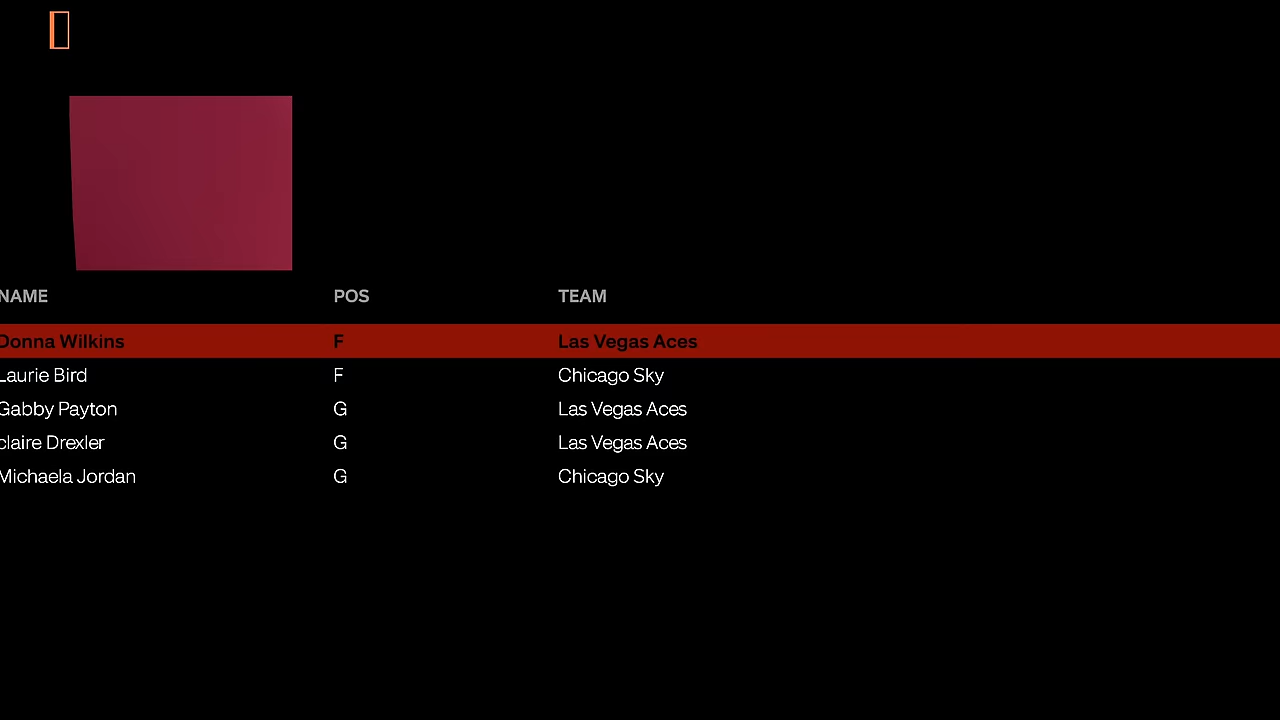 NAME POS TEAM
Donna Wilkins F Las Vegas Aces
Laurie Bird F Chicago Sky
Gabby Payton G Las Vegas Aces
claire Drexler G Las Vegas Aces
Michaela Jordan G Chicago Sky